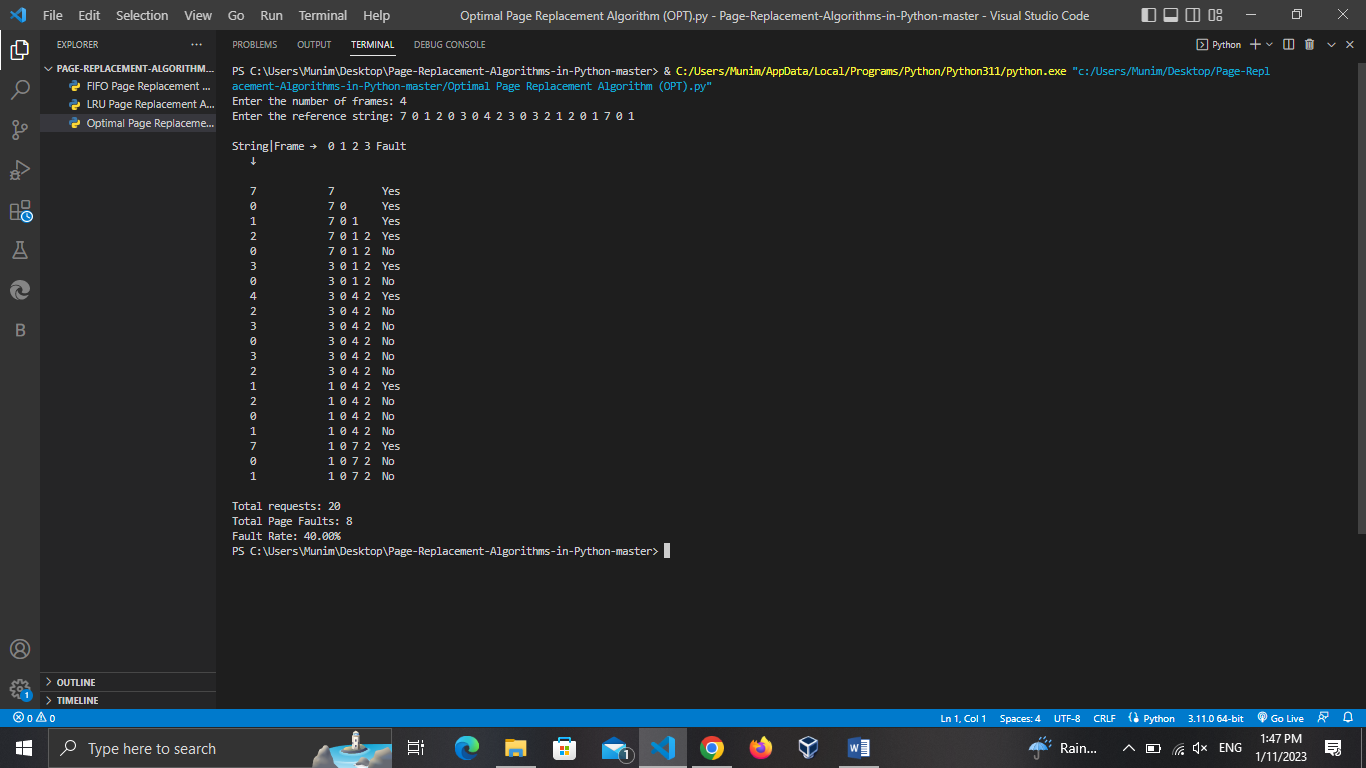 File Edit Selection View Go Run Terminal Help Optimal Page Replacement Algorithm (OPT).py - Page-Replacement-Algorithms-in-Python-master - Visual Studio Code
EXPLORER ...
PAGE-REPLACEMENT-ALGORITHM...
FIFO Page Replacement ...
LRU Page Replacement A...
Optimal Page Replaceme...
OUTLINE
TIMELINE
PROBLEMS OUTPUT TERMINAL DEBUG CONSOLE Python
PS C:\Users\Munim\Desktop\Page-Replacement-Algorithms-in-Python-master> & C:/Users/Munim/AppData/Local/Programs/Python/Python311/python.exe "c:/Users/Munim/Desktop/Page-Repl
acement-Algorithms-in-Python-master/Optimal Page Replacement Algorithm (OPT).py"
Enter the number of frames: 4
Enter the reference string: 7 0 1 2 0 3 0 4 2 3 0 3 2 1 2 0 1 7 0 1
String|Frame → 0 1 2 3 Fault
↓
7 7 Yes
0 7 0 Yes
1 7 0 1 Yes
2 7 0 1 2 Yes
0 7 0 1 2 No
3 3 0 1 2 Yes
0 3 0 1 2 No
4 3 0 4 2 Yes
2 3 0 4 2 No
3 3 0 4 2 No
0 3 0 4 2 No
3 3 0 4 2 No
2 3 0 4 2 No
1 1 0 4 2 Yes
2 1 0 4 2 No
0 1 0 4 2 No
1 1 0 4 2 No
7 1 0 7 2 Yes
0 1 0 7 2 No
1 1 0 7 2 No
Total requests: 20
Total Page Faults: 8
Fault Rate: 40.00%
PS C:\Users\Munim\Desktop\Page-Replacement-Algorithms-in-Python-master>
B
1
0 0 Ln 1, Col 1 Spaces: 4 UTF-8 CRLF Python 3.11.0 64-bit Go Live
Type here to search 1 Rain... ENG
1:47 PM
1/11/2023